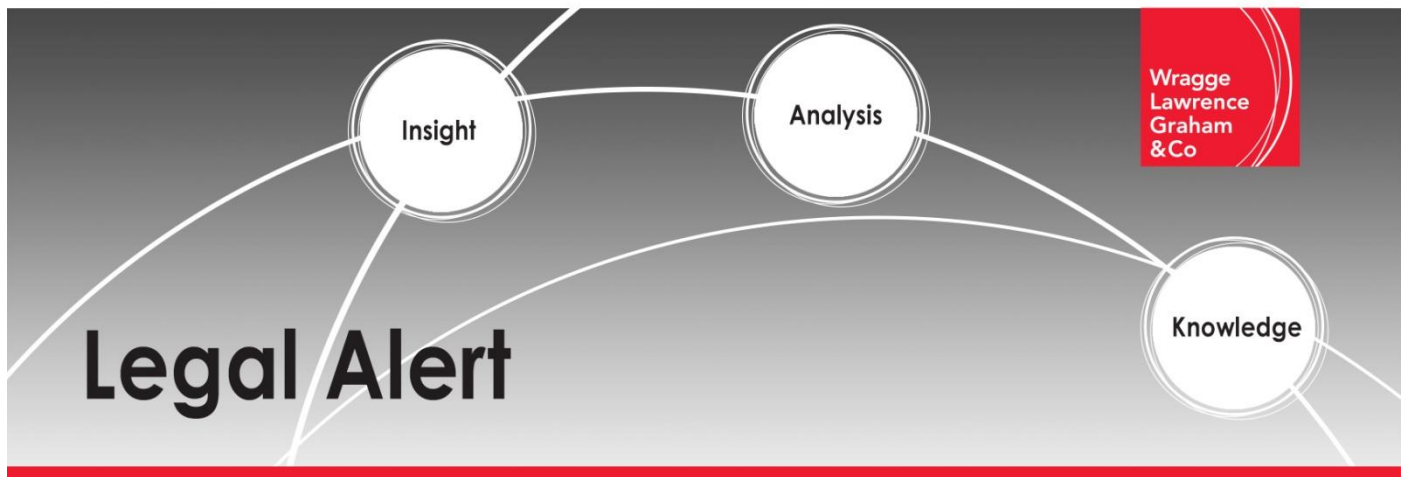 Insight
Analysis
Wragge
Lawrence
Graham
&Co
Knowledge
Legal Alert